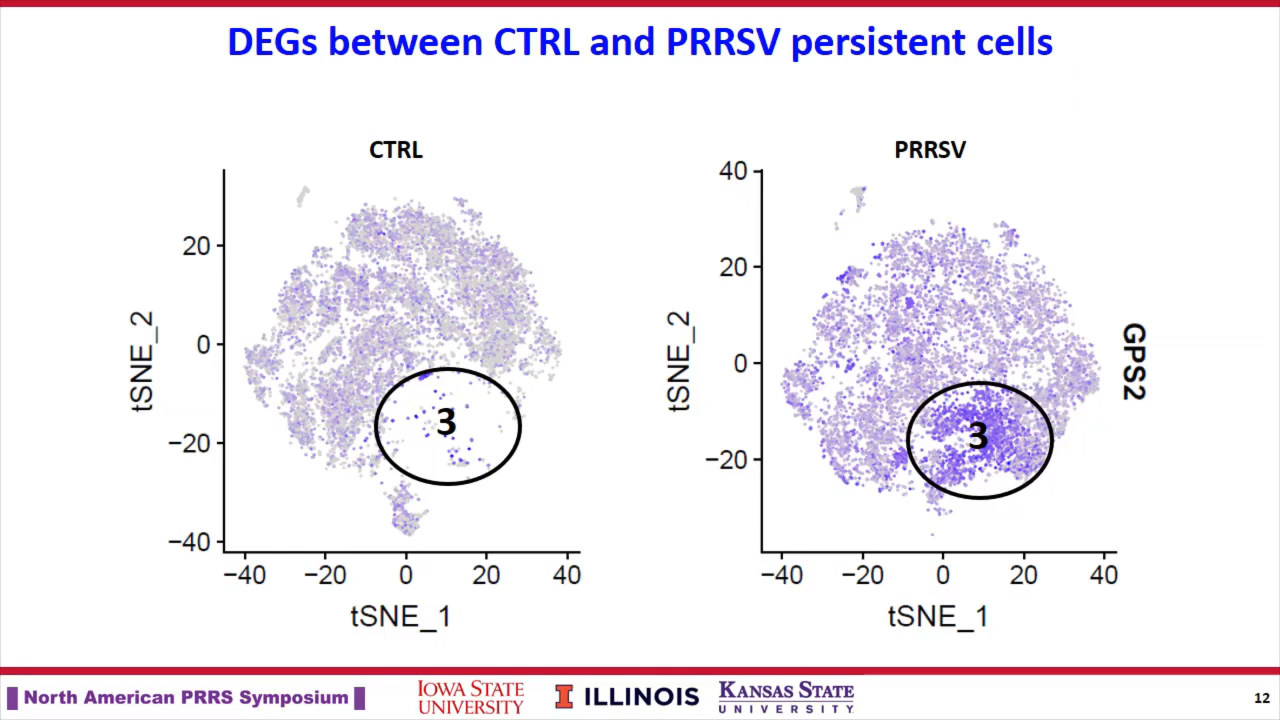 DEGs between CTRL and PRRSV persistent cells
CTRL
20
0
−20
−40
tSNE_2
3
−40
−20
0
20
40
tSNE_1
PRRSV
40
20
0
−20
tSNE_2
3
−40
−20
0
20
40
tSNE_1
GPS2
North American PRRS Symposium
IOWA STATE
UNIVERSITY
I ILLINOIS
KANSAS STATE
UNIVERSITY
12